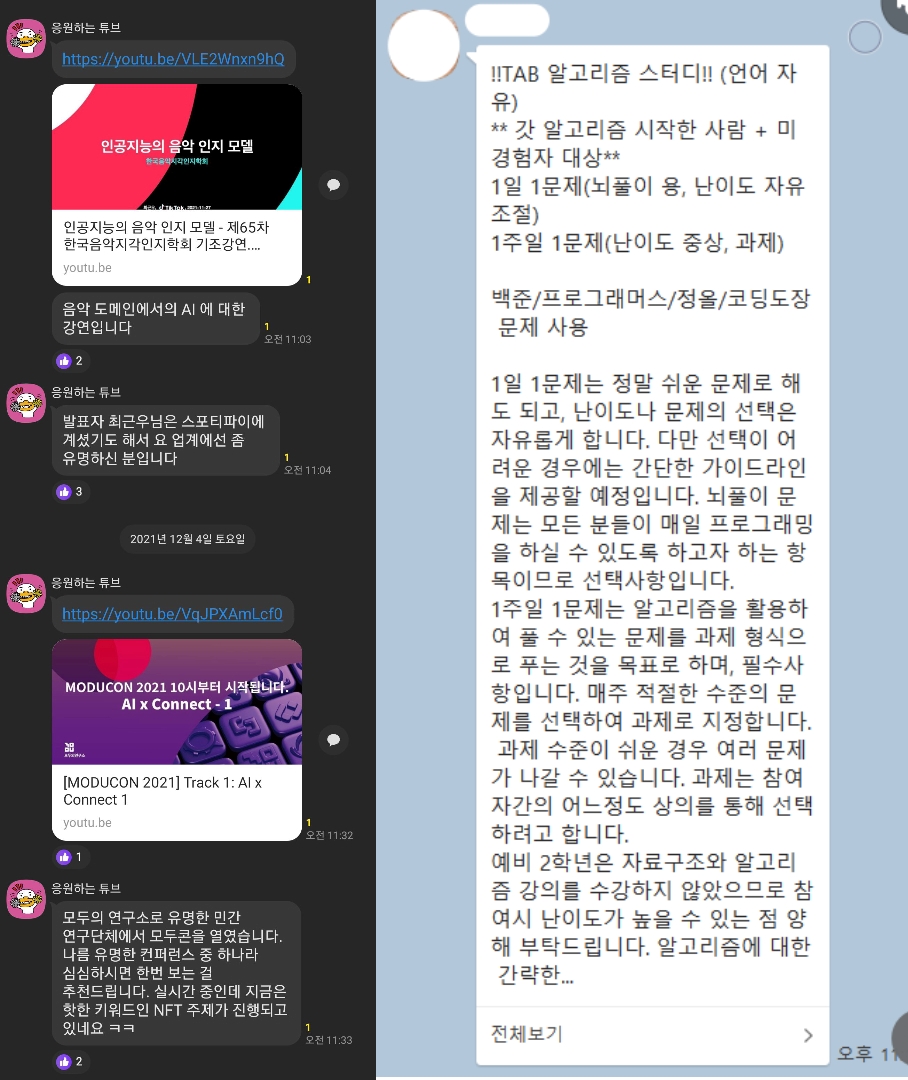 응원하는 튜브
https://youtu.be/VLE2Wnxn9hQ
인공지능의 음악 인지 모델
한국음악지각인지학회
인공지능의 음악 인지 모델 - 제65차
한국음악지각인지학회 기조강연....
youtu.be
1
음악 도메인에서의 AI 에 대한
강연입니다
1
오전 11:03
2
응원하는 튜브
발표자 최근우님은 스포티파이에
계셨기도 해서 요 업계에선 좀
유명하신 분입니다
1
오전 11:04
3
2021년 12월 4일 토요일
응원하는 튜브
https://youtu.be/VqJPXAmLcf0
MODUCON 2021 10시부터 시작됩니다.
AI x Connect - 1
[MODUCON 2021] Track 1: AI x
Connect 1
youtu.be
1
오전 11:32
1
응원하는 튜브
모두의 연구소로 유명한 민간
연구단체에서 모두콘을 열였습니다.
나름 유명한 컨퍼런스 중 하나라
심심하시면 한번 보는 걸
추천드립니다. 실시간 중인데 지금은
핫한 키워드인 NFT 주제가 진행되고
있네요 ㅋㅋ
1
오전 11:33
2
!!TAB 알고리즘 스터디!! (언어 자
유)
** 갓 알고리즘 시작한 사람 + 미
경험자 대상**
1일 1문제(뇌풀이 용, 난이도 자유
조절)
1주일 1문제(난이도 중상, 과제)
백준/프로그래머스/정올/코딩도장
문제 사용
1일 1문제는 정말 쉬운 문제로 해
도 되고, 난이도나 문제의 선택은
자유롭게 합니다. 다만 선택이 어
려운 경우에는 간단한 가이드라인
을 제공할 예정입니다. 뇌풀이 문
제는 모든 분들이 매일 프로그래밍
을 하실 수 있도록 하고자 하는 항
목이므로 선택사항입니다.
1주일 1문제는 알고리즘을 활용하
여 풀 수 있는 문제를 과제 형식으
로 푸는 것을 목표로 하며, 필수사
항입니다. 매주 적절한 수준의 문
제를 선택하여 과제로 지정합니다.
과제 수준이 쉬운 경우 여러 문제
가 나갈 수 있습니다. 과제는 참여
자간의 어느정도 상의를 통해 선택
하려고 합니다.
예비 2학년은 자료구조와 알고리
즘 강의를 수강하지 않았으므로 참
여시 난이도가 높을 수 있는 점 양
해 부탁드립니다. 알고리즘에 대한
간략한...
전체보기
오후